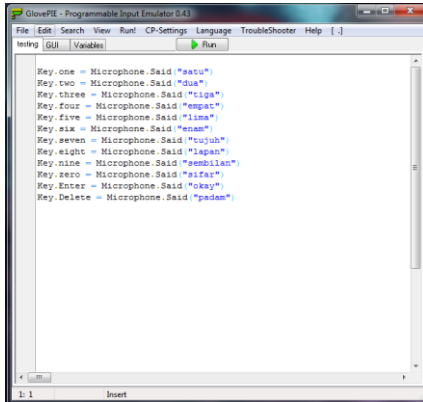 GlovePIE - Programmable Input Emulator 0.43
File Edit Search View Run! CP-Settings Language TroubleShooter Help [ .]
testing GUI Variables Run
Key.one = Microphone.Said("satu")
Key.two = Microphone.Said("dua")
Key.three = Microphone.Said("tiga")
Key.four = Microphone.Said("empat")
Key.five = Microphone.Said("lima")
Key.six = Microphone.Said("enam")
Key.seven = Microphone.Said("tujuh")
Key.eight = Microphone.Said("lapan")
Key.nine = Microphone.Said("sembilan")
Key.zero = Microphone.Said("sifar")
Key.Enter = Microphone.Said("okay")
Key.Delete = Microphone.Said("padam")
1: 1 Insert